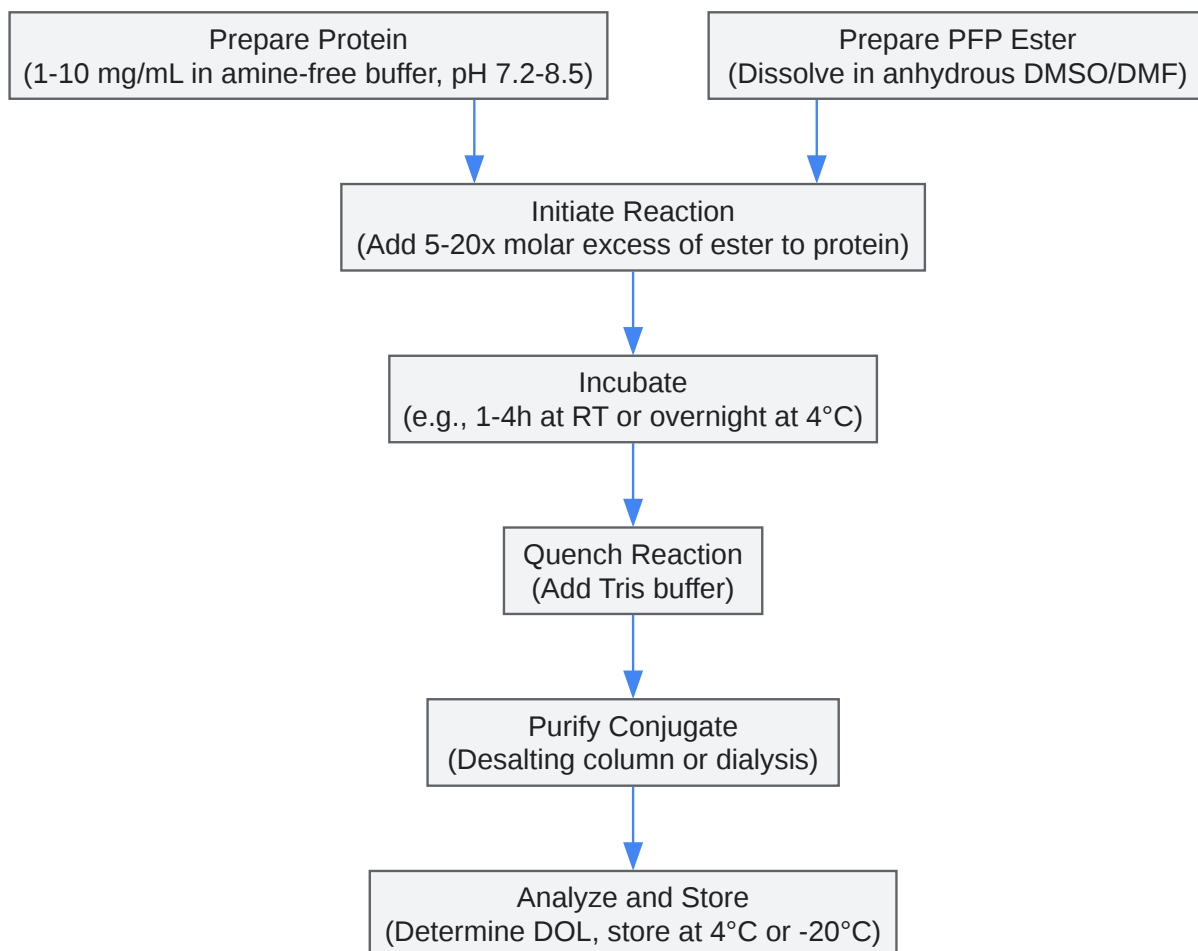 Prepare Protein
(1-10 mg/mL in amine-free buffer, pH 7.2-8.5)
Prepare PFP Ester
(Dissolve in anhydrous DMSO/DMF)
Initiate Reaction
(Add 5-20x molar excess of ester to protein)
Incubate
(e.g., 1-4h at RT or overnight at 4°C)
Quench Reaction
(Add Tris buffer)
Purify Conjugate
(Desalting column or dialysis)
Analyze and Store
(Determine DOL, store at 4°C or -20°C)